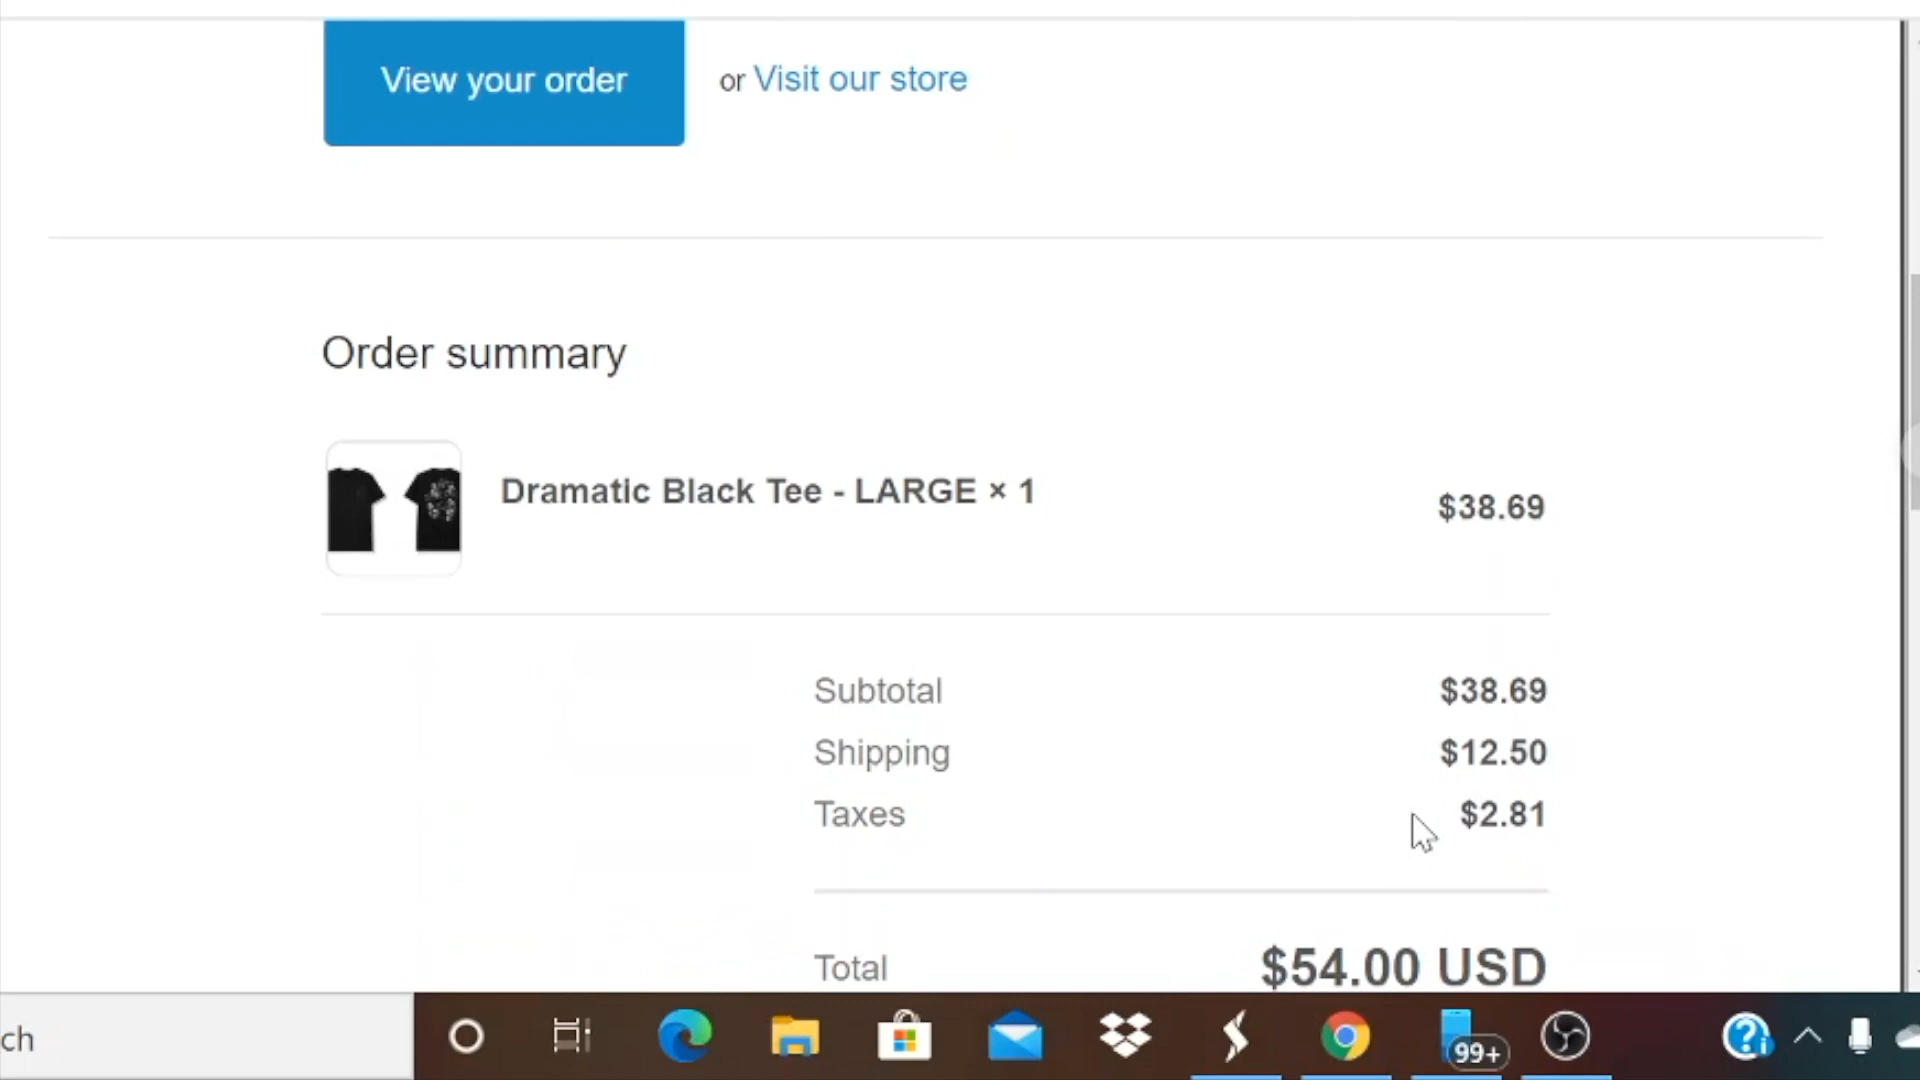 View your order or Visit our store
Order summary
Dramatic Black Tee - LARGE × 1 $38.69
Subtotal $38.69
Shipping $12.50
Taxes $2.81
Total $54.00 USD
ch 99+